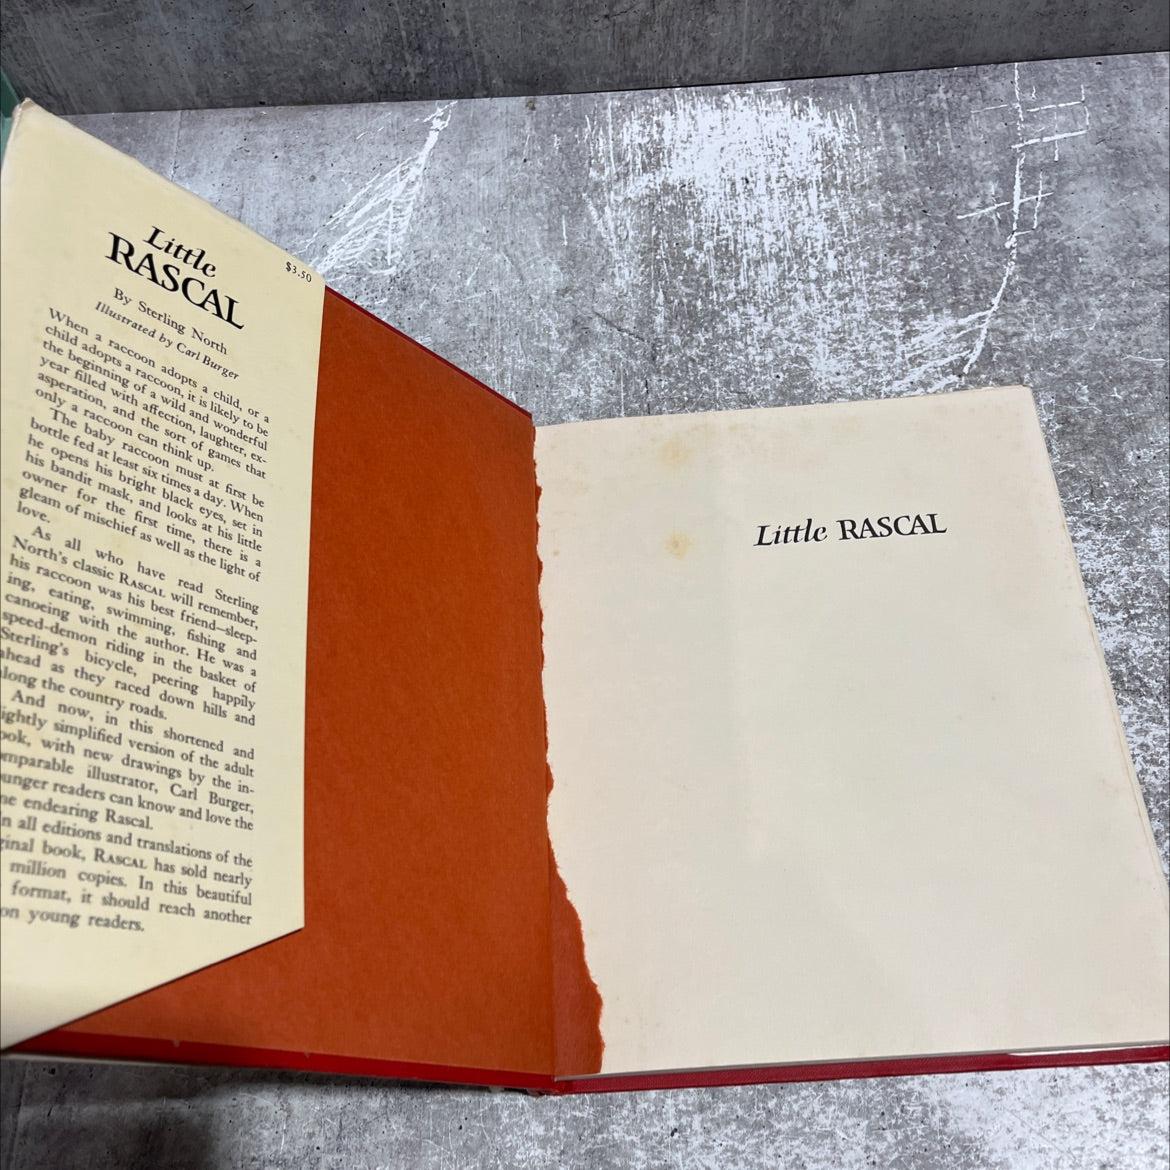 Little
RASCAL
$3.50
By Sterling North
Illustrated by Carl Burger
When a raccoon adopts a child, or a
child adopts a raccoon, it is likely to be
the beginning of a wild and wonderful
year filled with affection, laughter, ex-
asperation, and the sort of games that
only a raccoon can think up.
The baby raccoon must at first be
bottle fed at least six times a day. When
he opens his bright black eyes, set in
his bandit mask, and looks at his little
owner for the first time, there is a
gleam of mischief as well as the light of
love.
As all who have read Sterling
North's classic RASCAL will remember,
his raccoon was his best friend—sleep-
ing, eating, swimming, fishing and
canoeing with the author. He was a
speed-demon riding in the basket of
Sterling's bicycle, peering happily
ahead as they raced down hills and
along the country roads.
And now, in this shortened and
ightly simplified version of the adult
ook, with new drawings by the in-
omparable illustrator, Carl Burger,
unger readers can know and love the
ne endearing Rascal.
n all editions and translations of the
ginal book, RASCAL has sold nearly
million copies. In this beautiful
format, it should reach another
on young readers.
Little RASCAL